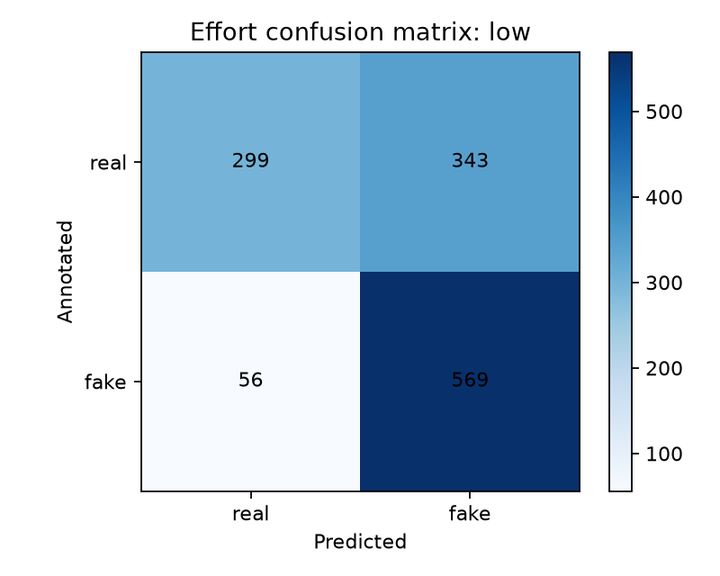 Effort confusion matrix: low
real
299
343
fake
56
569
real
fake
Predicted
Annotated
500
400
300
200
100